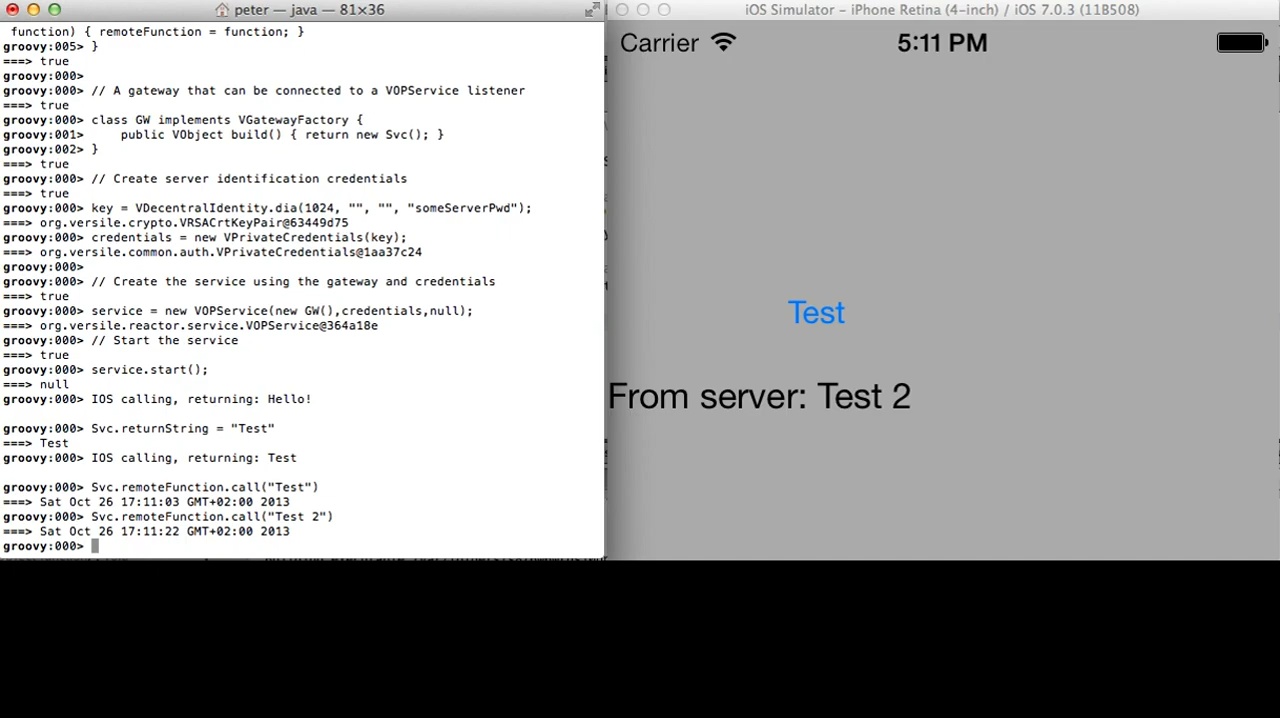 peter — java — 81×36
function) { remoteFunction = function; }
groovy:005> }
===> true
groovy:000>
groovy:000> // A gateway that can be connected to a VOPService listener
===> true
groovy:000> class GW implements VGatewayFactory {
groovy:001>     public VObject build() { return new Svc(); }
groovy:002> }
===> true
groovy:000> // Create server identification credentials
===> true
groovy:000> key = VDecentralIdentity.dia(1024, "", "", "someServerPwd");
===> org.versile.crypto.VRSACrtKeyPair@63449d75
groovy:000> credentials = new VPrivateCredentials(key);
===> org.versile.common.auth.VPrivateCredentials@1aa37c24
groovy:000>
groovy:000> // Create the service using the gateway and credentials
===> true
groovy:000> service = new VOPService(new GW(),credentials,null);
===> org.versile.reactor.service.VOPService@364a18e
groovy:000> // Start the service
===> true
groovy:000> service.start();
===> null
groovy:000> IOS calling, returning: Hello!
groovy:000> Svc.returnString = "Test"
===> Test
groovy:000> IOS calling, returning: Test
groovy:000> Svc.remoteFunction.call("Test")
===> Sat Oct 26 17:11:03 GMT+02:00 2013
groovy:000> Svc.remoteFunction.call("Test 2")
===> Sat Oct 26 17:11:22 GMT+02:00 2013
groovy:000>
iOS Simulator – iPhone Retina (4-inch) / iOS 7.0.3 (11B508)
Carrier 5:11 PM
Test
From server: Test 2